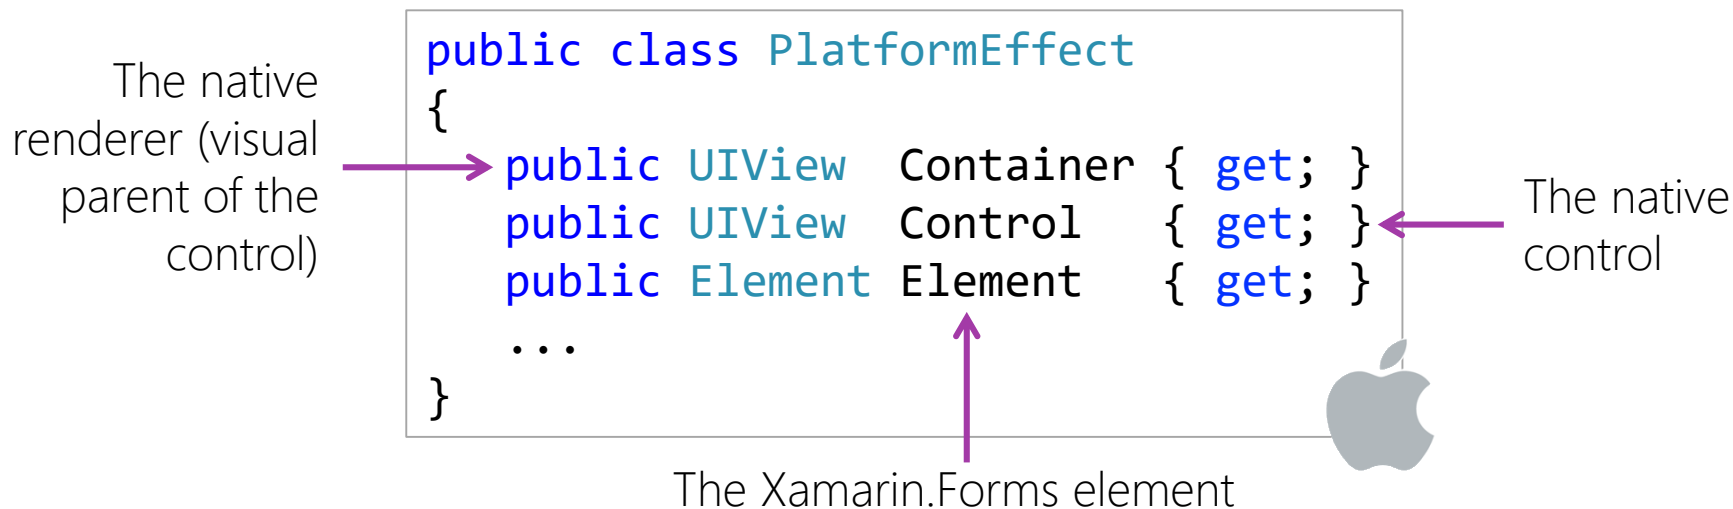 The native
renderer (visual
parent of the
control)
public class PlatformEffect
{
public UIView Container { get; }
public UIView Control { get; }
public Element Element { get; }
...
}
The native
control
The Xamarin.Forms element